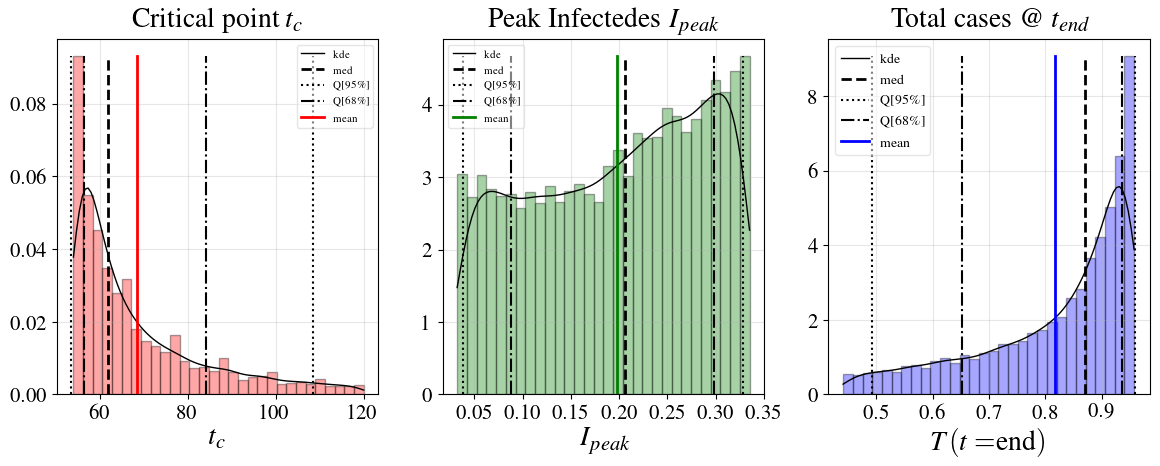 Critical point t_c
kde
med
Q[95%]
Q[68%]
mean
0.08
0.06
0.04
0.02
0.00
60 80 100 120
t_c
Peak Infectedes I_peak
kde
med
Q[95%]
Q[68%]
mean
4
3
2
1
0
0.05 0.10 0.15 0.20 0.25 0.30 0.35
I_peak
Total cases @ t_end
kde
med
Q[95%]
Q[68%]
mean
8
6
4
2
0
0.5 0.6 0.7 0.8 0.9
T (t =end)